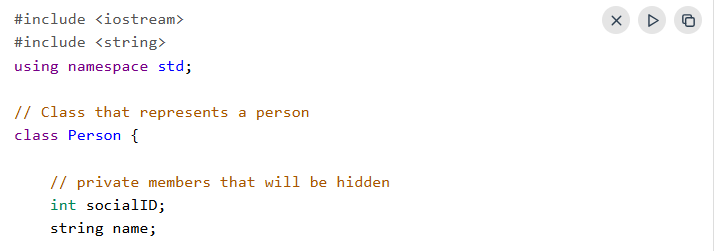 #include <iostream>
#include <string>
using namespace std;
// Class that represents a person
class Person {
// private members that will be hidden
int socialID;
string name;